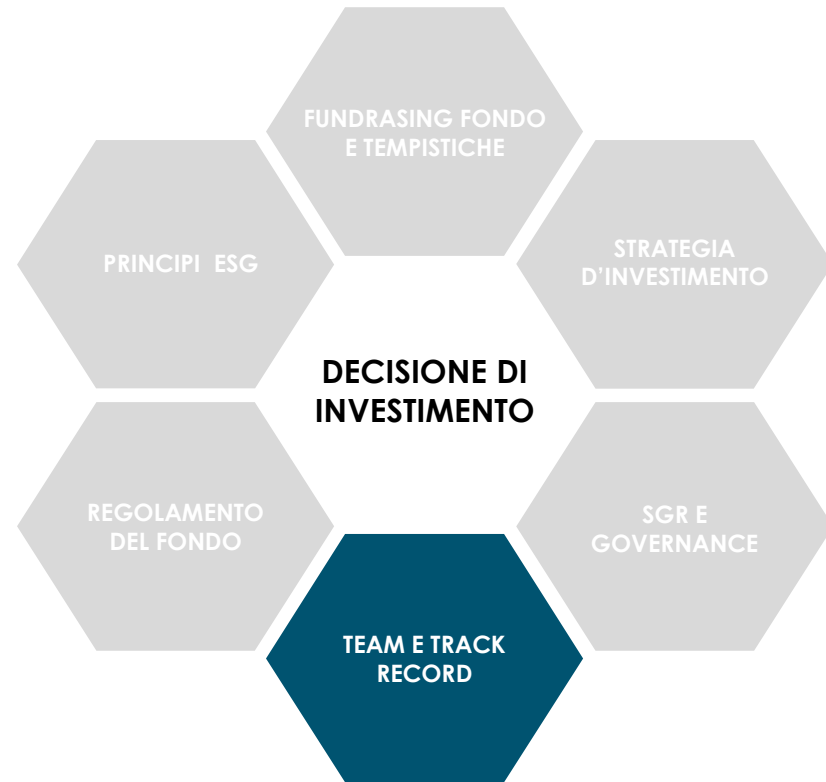 FUNDRASING FONDO
E TEMPISTICHE
PRINCIPI ESG
STRATEGIA
D'INVESTIMENTO
DECISIONE DI
INVESTIMENTO
REGOLAMENTO
DEL FONDO
SGR E
GOVERNANCE
TEAM E TRACK
RECORD